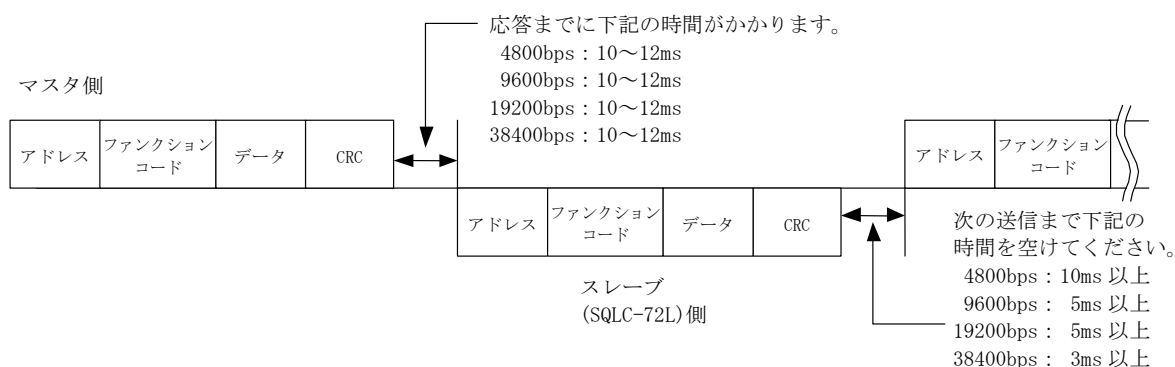 応答までに下記の時間がかかります。
4800bps：10～12ms
9600bps：10～12ms
19200bps：10～12ms
38400bps：10～12ms
マスタ側
アドレス
ファンクション
コード
データ
CRC
アドレス
ファンクション
コード
アドレス
ファンクション
コード
データ
CRC
スレーブ
(SQLC-72L)側
次の送信まで下記の
時間を空けてください。
4800bps：10ms 以上
9600bps： 5ms 以上
19200bps： 5ms 以上
38400bps： 3ms 以上